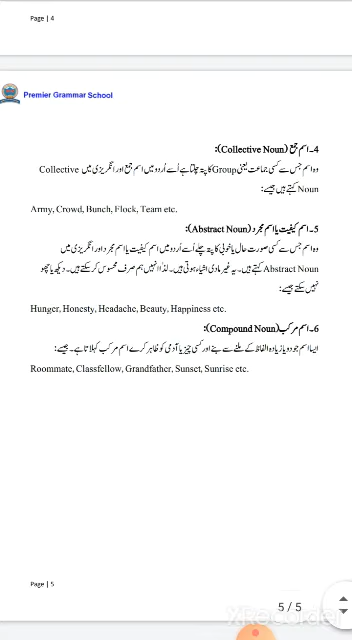 Page | 4
Premier Grammar School
4۔ اسم جمع (Collective Noun):
وہ اسم جس سے کسی جماعت یعنی Group کا پتہ چلتا ہے اُسے اُردو میں اسم جمع اور انگریزی میں Collective
Noun کہتے ہیں جیسے:
Army, Crowd, Bunch, Flock, Team etc.
5۔ اسم کیفیت یا اسم مجرد (Abstract Noun):
وہ اسم جس سے کسی صورت حال یا خوبی کا پتہ چلے اُسے اُردو میں اسم کیفیت یا اسم مجرد اور انگریزی میں
Abstract Noun کہتے ہیں۔ یہ غیر مادی اشیاء ہوتی ہیں۔ لہٰذا انہیں ہم صرف محسوس کر سکتے ہیں۔ دیکھ یا چھو
نہیں سکتے جیسے:
Hunger, Honesty, Headache, Beauty, Happiness etc.
6۔ اسم مرکب (Compound Noun):
ایسا اسم جو دو یا زیادہ الفاظ کے ملنے سے بنے اور کسی چیز یا آدمی کو ظاہر کرے اسم مرکب کہلاتا ہے۔ جیسے:
Roommate, Classfellow, Grandfather, Sunset, Sunrise etc.
Page | 5
5 / 5
XRecorder